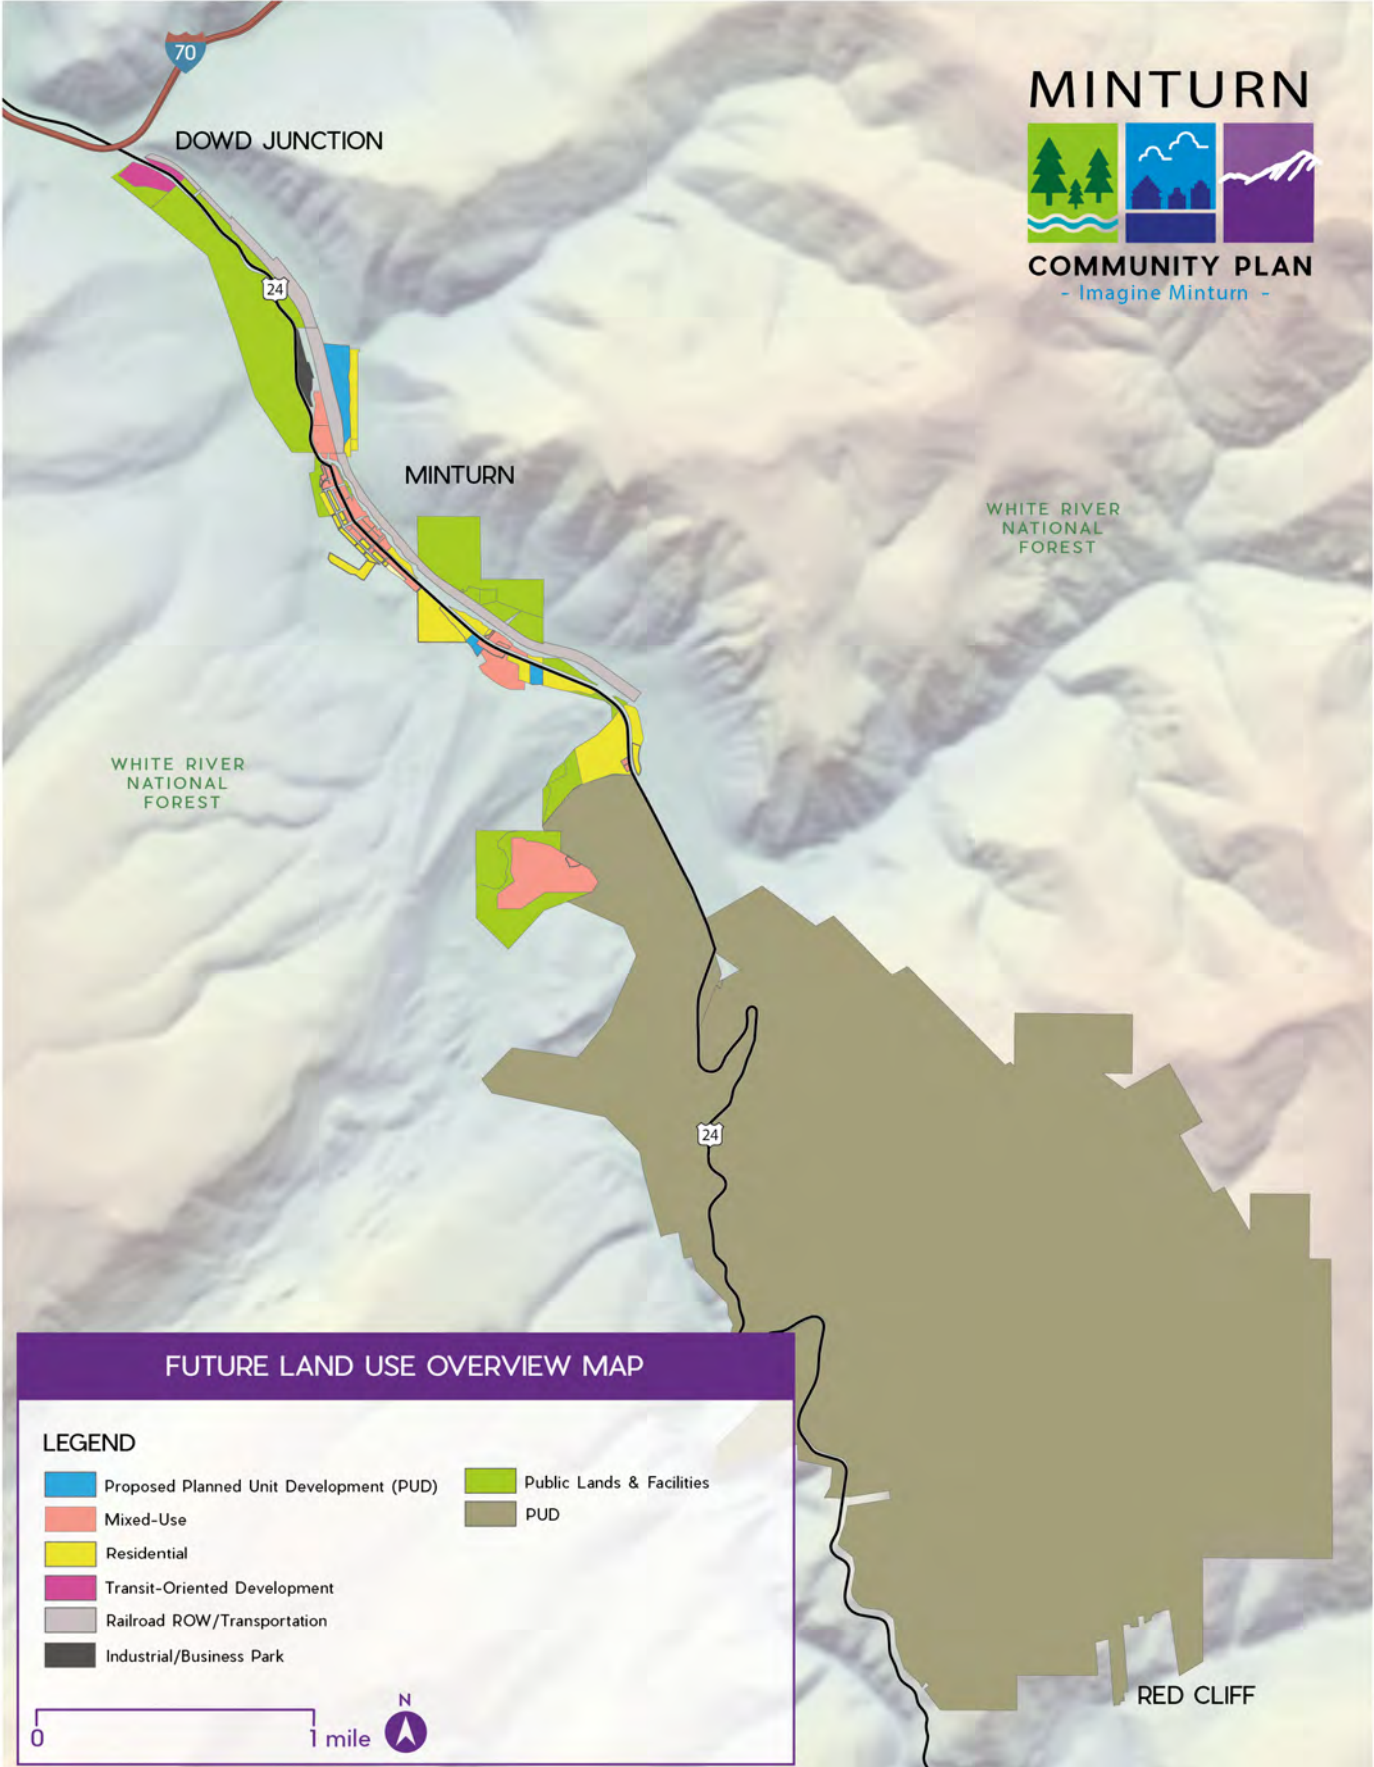 70
DOWD JUNCTION
MINTURN
COMMUNITY PLAN
- Imagine Minturn -
24
MINTURN
WHITE RIVER
NATIONAL
FOREST
WHITE RIVER
NATIONAL
FOREST
24
FUTURE LAND USE OVERVIEW MAP
LEGEND
Proposed Planned Unit Development (PUD)
Mixed-Use
Residential
Transit-Oriented Development
Railroad ROW/Transportation
Industrial/Business Park
Public Lands & Facilities
PUD
0
1 mile
N
RED CLIFF